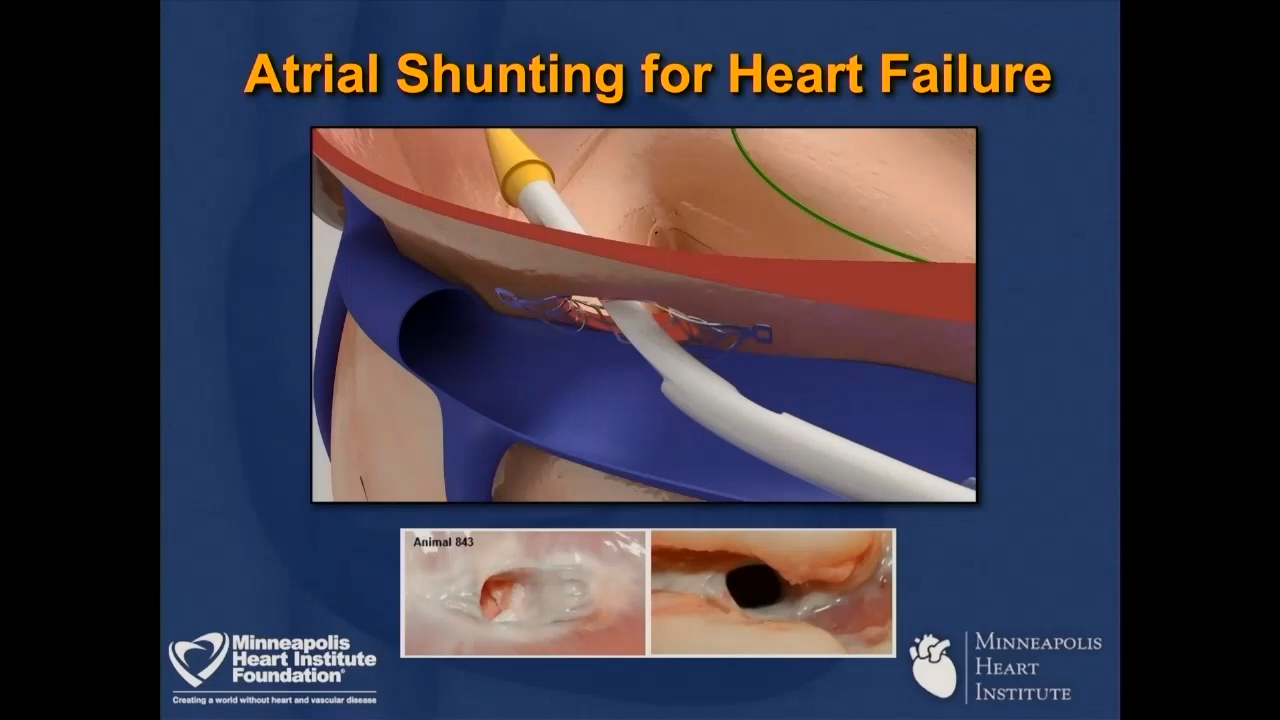 Atrial Shunting for Heart Failure
Animal 843
Minneapolis
Heart Institute
Foundation®
Creating a world without heart and vascular disease
MINNEAPOLIS
HEART
INSTITUTE